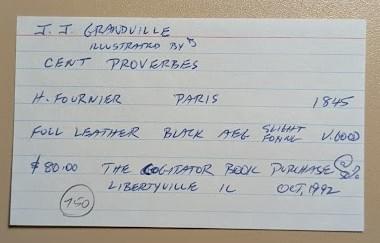 J. J. GRANDVILLE
ILLUSTRATED BY
CENT PROVERBES
H. FOURNIER PARIS 1845
FULL LEATHER BLACK AEG SLIGHT FOXING V. GOOD
$80.00 THE COGITATOR BOOK PURCHASE
LIBERTYVILLE IL OCT, 1992
150